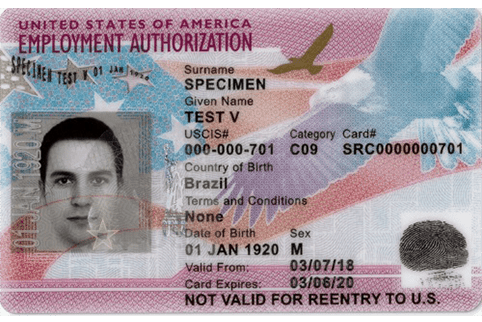 UNITED STATES OF AMERICA
EMPLOYMENT AUTHORIZATION
SPECIMEN TEST V 01 JAN 1920
Surname
SPECIMEN
Given Name
TEST V
USCIS# Category Card#
000-000-701 C09 SRC0000000701
Country of Birth
Brazil
Terms and Conditions
None
Date of Birth Sex
01 JAN 1920 M
Valid From: 03/07/18
Card Expires: 03/06/20
NOT VALID FOR REENTRY TO U.S.
01 JAN 1920 M